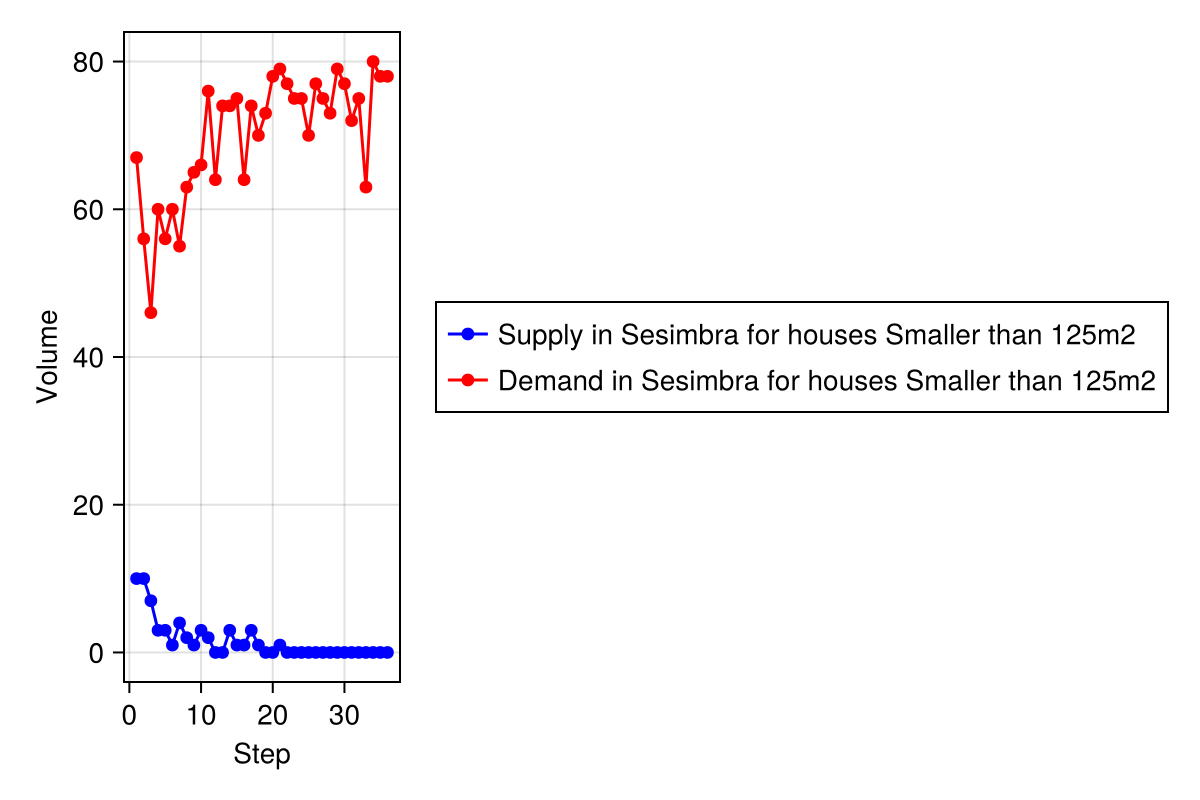 80
60
40
20
0
Volume
0 10 20 30
Step
Supply in Sesimbra for houses Smaller than 125m2
Demand in Sesimbra for houses Smaller than 125m2